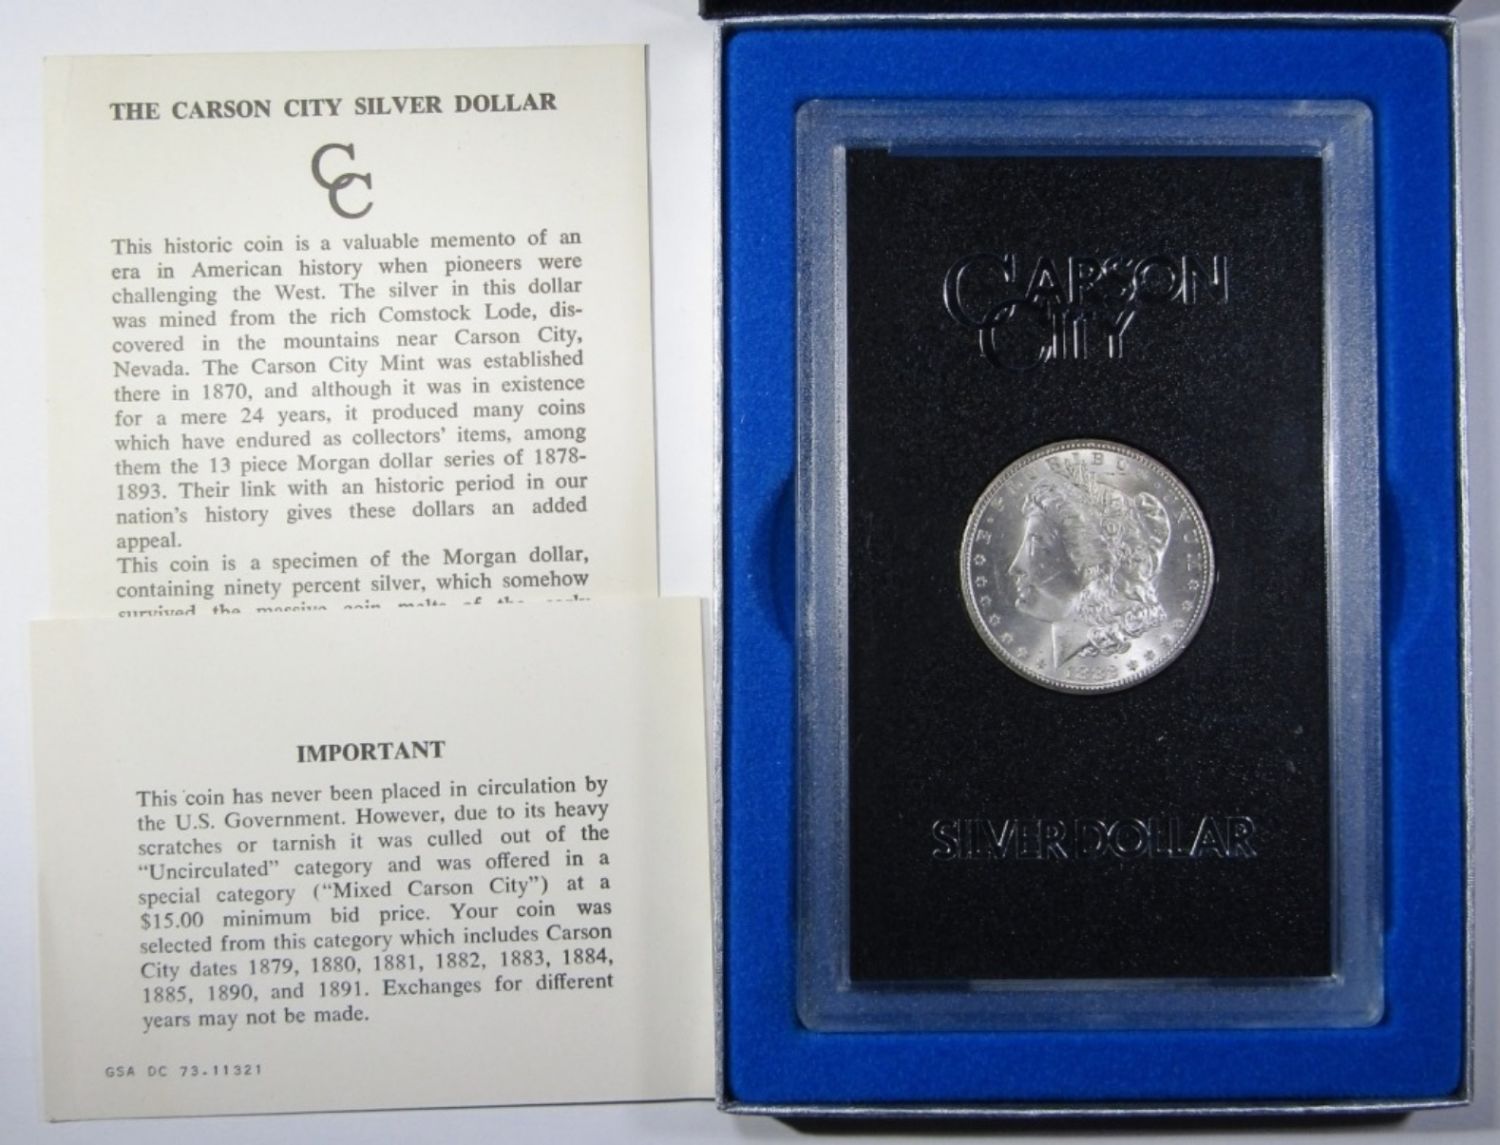 THE CARSON CITY SILVER DOLLAR
CC
This historic coin is a valuable memento of an
era in American history when pioneers were
challenging the West. The silver in this dollar
was mined from the rich Comstock Lode, dis-
covered in the mountains near Carson City,
Nevada. The Carson City Mint was established
there in 1870, and although it was in existence
for a mere 24 years, it produced many coins
which have endured as collectors' items, among
them the 13 piece Morgan dollar series of 1878-
1893. Their link with an historic period in our
nation's history gives these dollars an added
appeal.
This coin is a specimen of the Morgan dollar,
containing ninety percent silver, which somehow
survived the massive coin melts of the early
IMPORTANT
This coin has never been placed in circulation by
the U.S. Government. However, due to its heavy
scratches or tarnish it was culled out of the
“Uncirculated” category and was offered in a
special category (“Mixed Carson City”) at a
$15.00 minimum bid price. Your coin was
selected from this category which includes Carson
City dates 1879, 1880, 1881, 1882, 1883, 1884,
1885, 1890, and 1891. Exchanges for different
years may not be made.
GSA DC 73.11321
CARSON
CITY
E·PLURIBUS·UNUM
SILVER DOLLAR